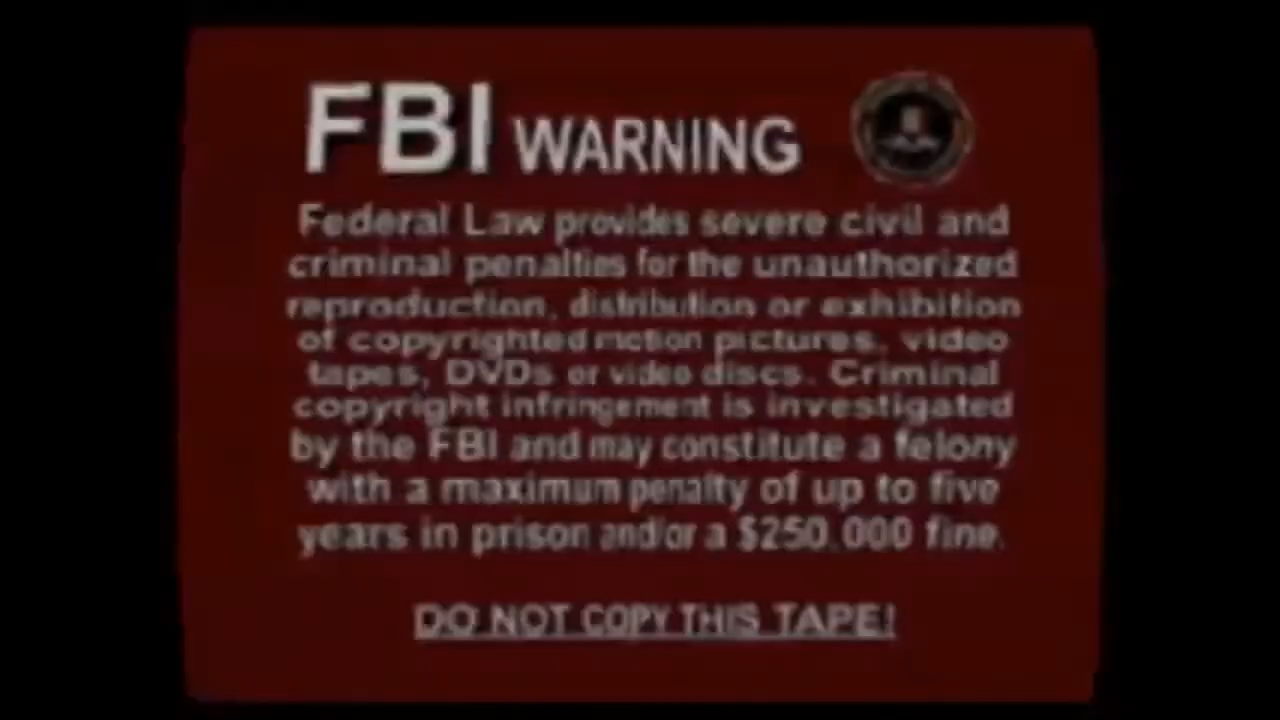 FBI WARNING
Federal Law provides severe civil and
criminal penalties for the unauthorized
reproduction, distribution or exhibition
of copyrighted motion pictures, video
tapes, DVDs or video discs. Criminal
copyright infringement is investigated
by the FBI and may constitute a felony
with a maximum penalty of up to five
years in prison and/or a $250.000 fine.
DO NOT COPY THIS TAPE!